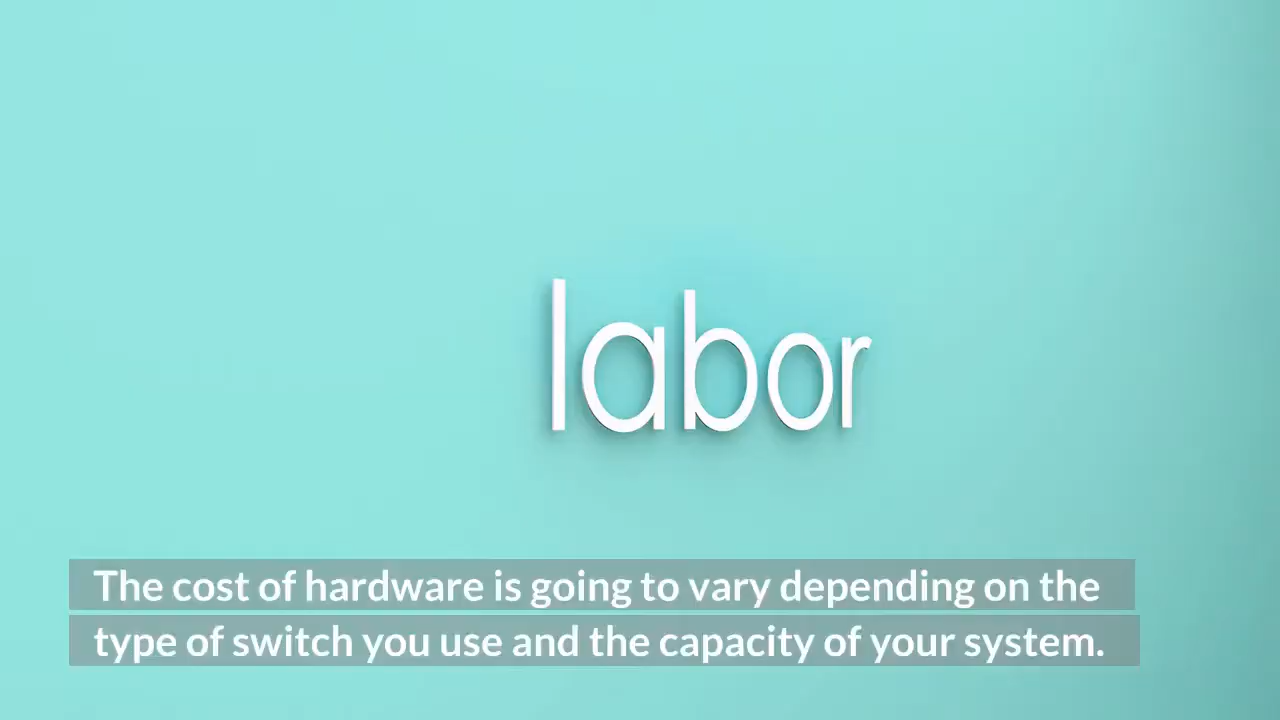 labor
The cost of hardware is going to vary depending on the
type of switch you use and the capacity of your system.